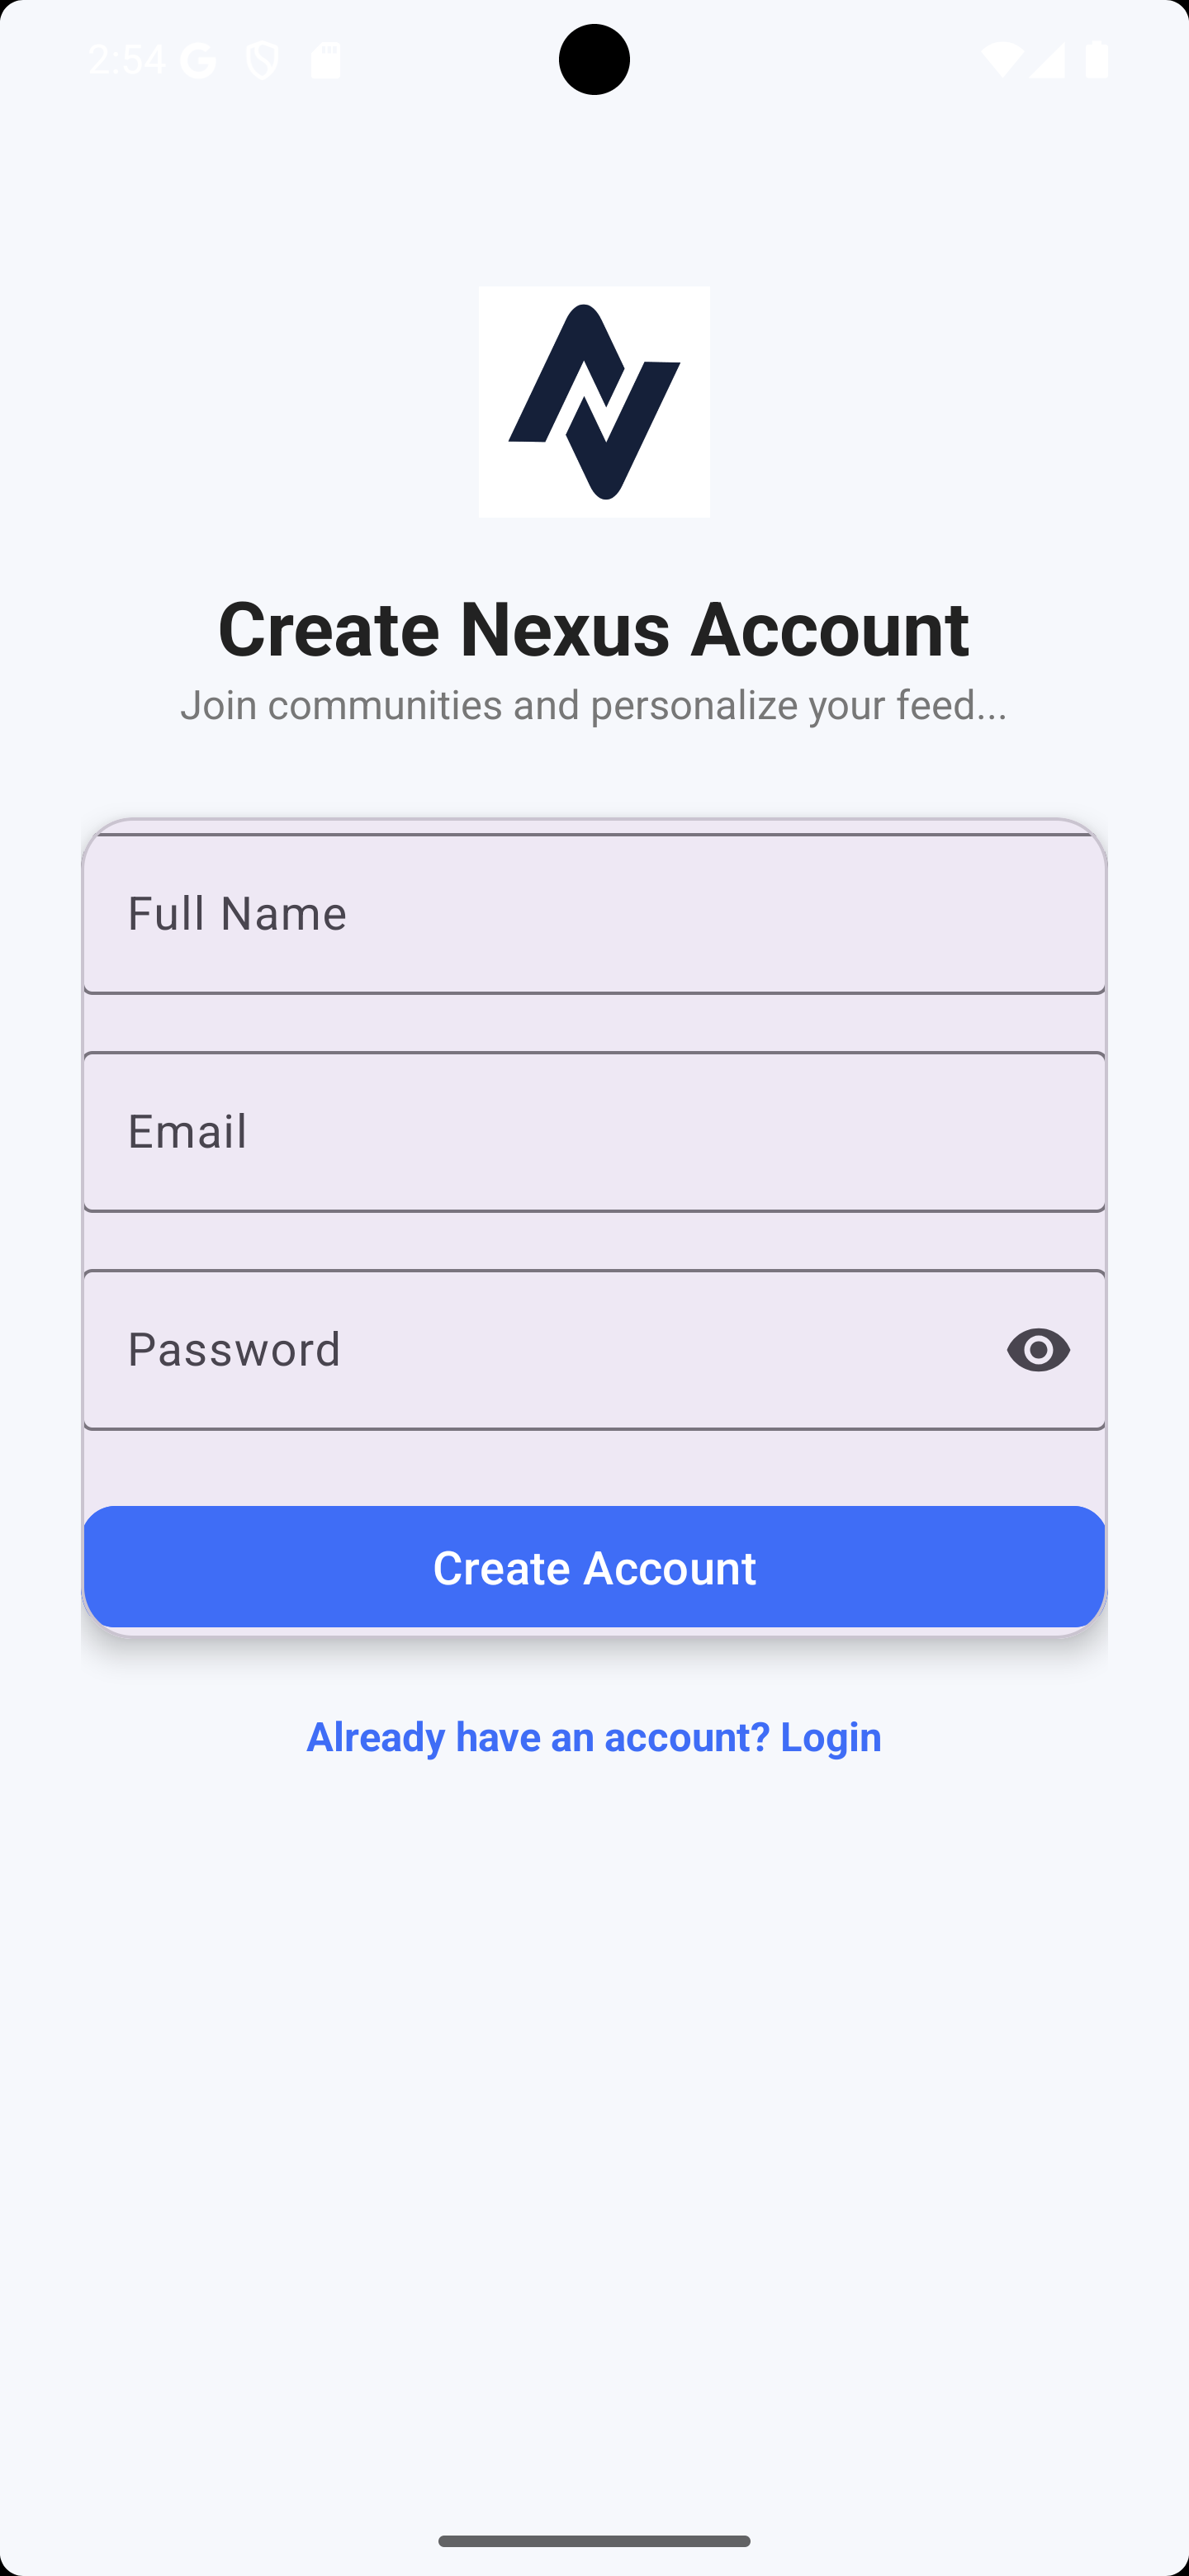 2:54
Create Nexus Account
Join communities and personalize your feed...
Full Name
Email
Password
Create Account
Already have an account? Login